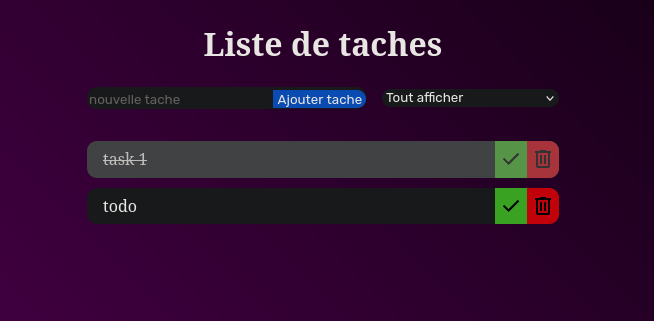 Liste de taches
nouvelle tache Ajouter tache Tout afficher
task 1
todo